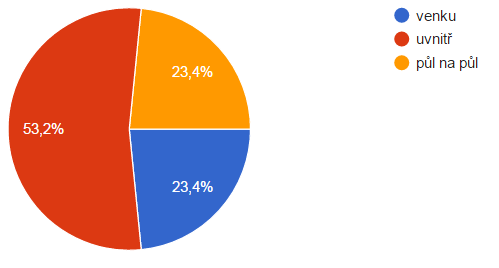 venku
uvnitř
půl na půl
23,4%
53,2%
23,4%